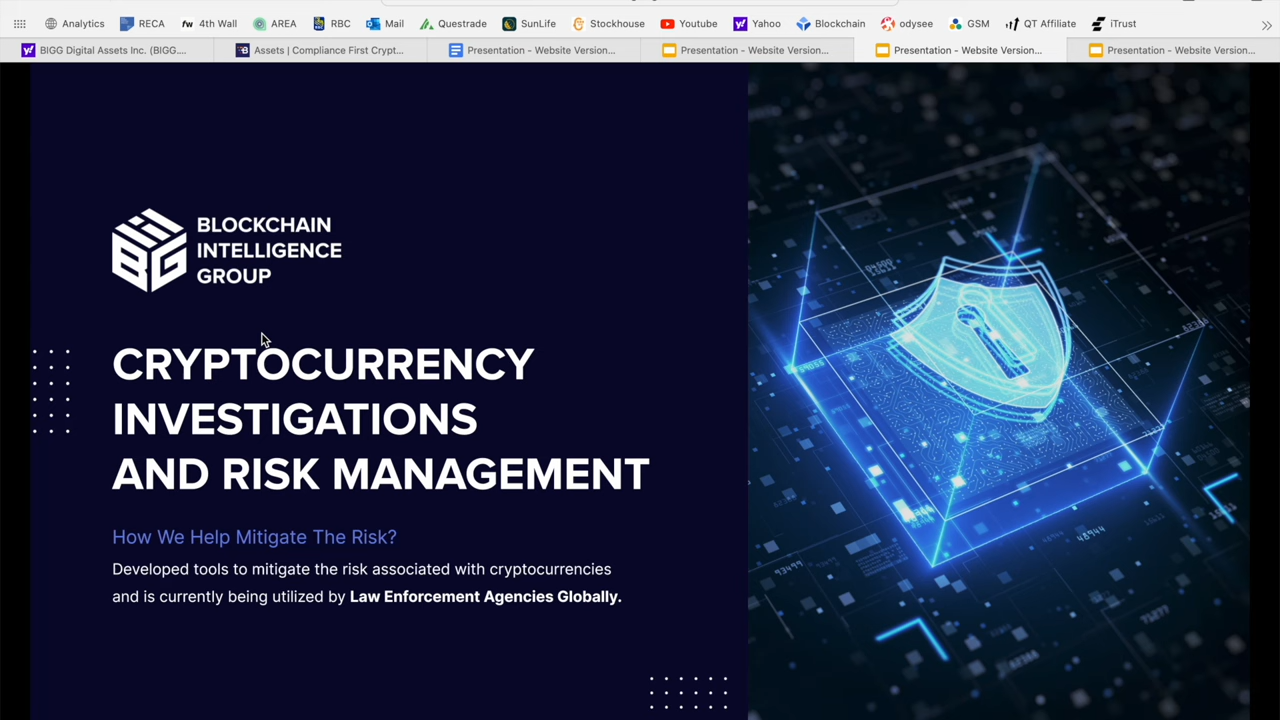 Analytics RECA 4th Wall AREA RBC Mail Questrade SunLife Stockhouse Youtube Yahoo Blockchain odysee GSM QT Affiliate iTrust
BIGG Digital Assets Inc. (BIGG.... Assets | Compliance First Crypt... Presentation - Website Version... Presentation - Website Version... Presentation - Website Version... Presentation - Website Version...
BLOCKCHAIN
INTELLIGENCE
GROUP
CRYPTOCURRENCY
INVESTIGATIONS
AND RISK MANAGEMENT
How We Help Mitigate The Risk?
Developed tools to mitigate the risk associated with cryptocurrencies
and is currently being utilized by Law Enforcement Agencies Globally.
48944